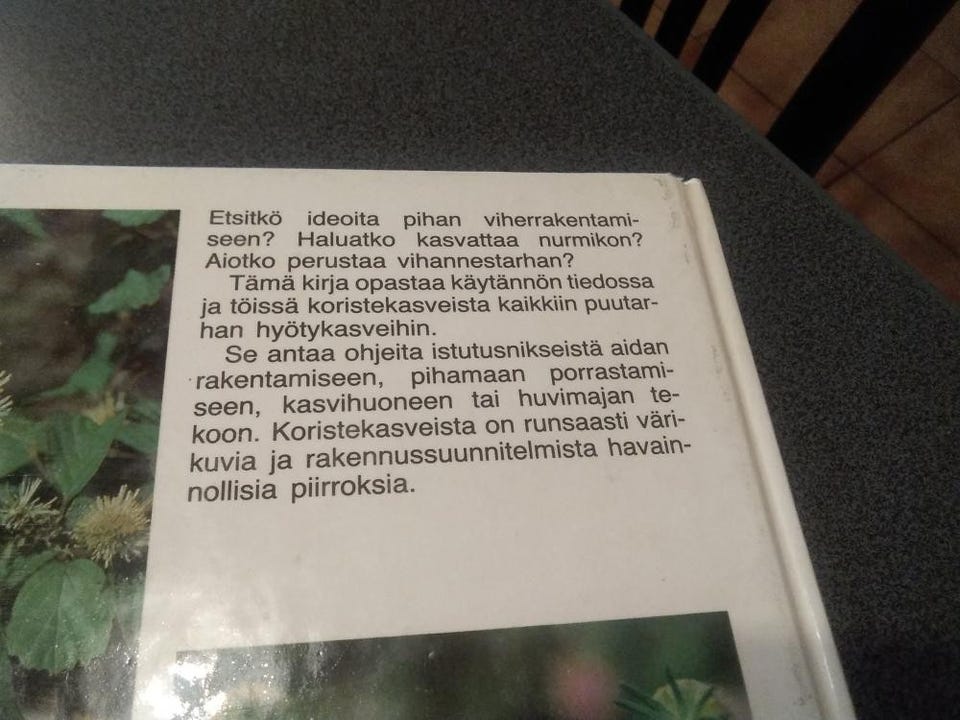 Etsitkö ideoita pihan viherrakentami-
seen? Haluatko kasvattaa nurmikon?
Aiotko perustaa vihannestarhan?
Tämä kirja opastaa käytännön tiedossa
ja töissä koristekasveista kaikkiin puutar-
han hyötykasveihin.
Se antaa ohjeita istutusnikseistä aidan
rakentamiseen, pihamaan porrastami-
seen, kasvihuoneen tai huvimajan te-
koon. Koristekasveista on runsaasti väri-
kuvia ja rakennussuunnitelmista havain-
nollisia piirroksia.